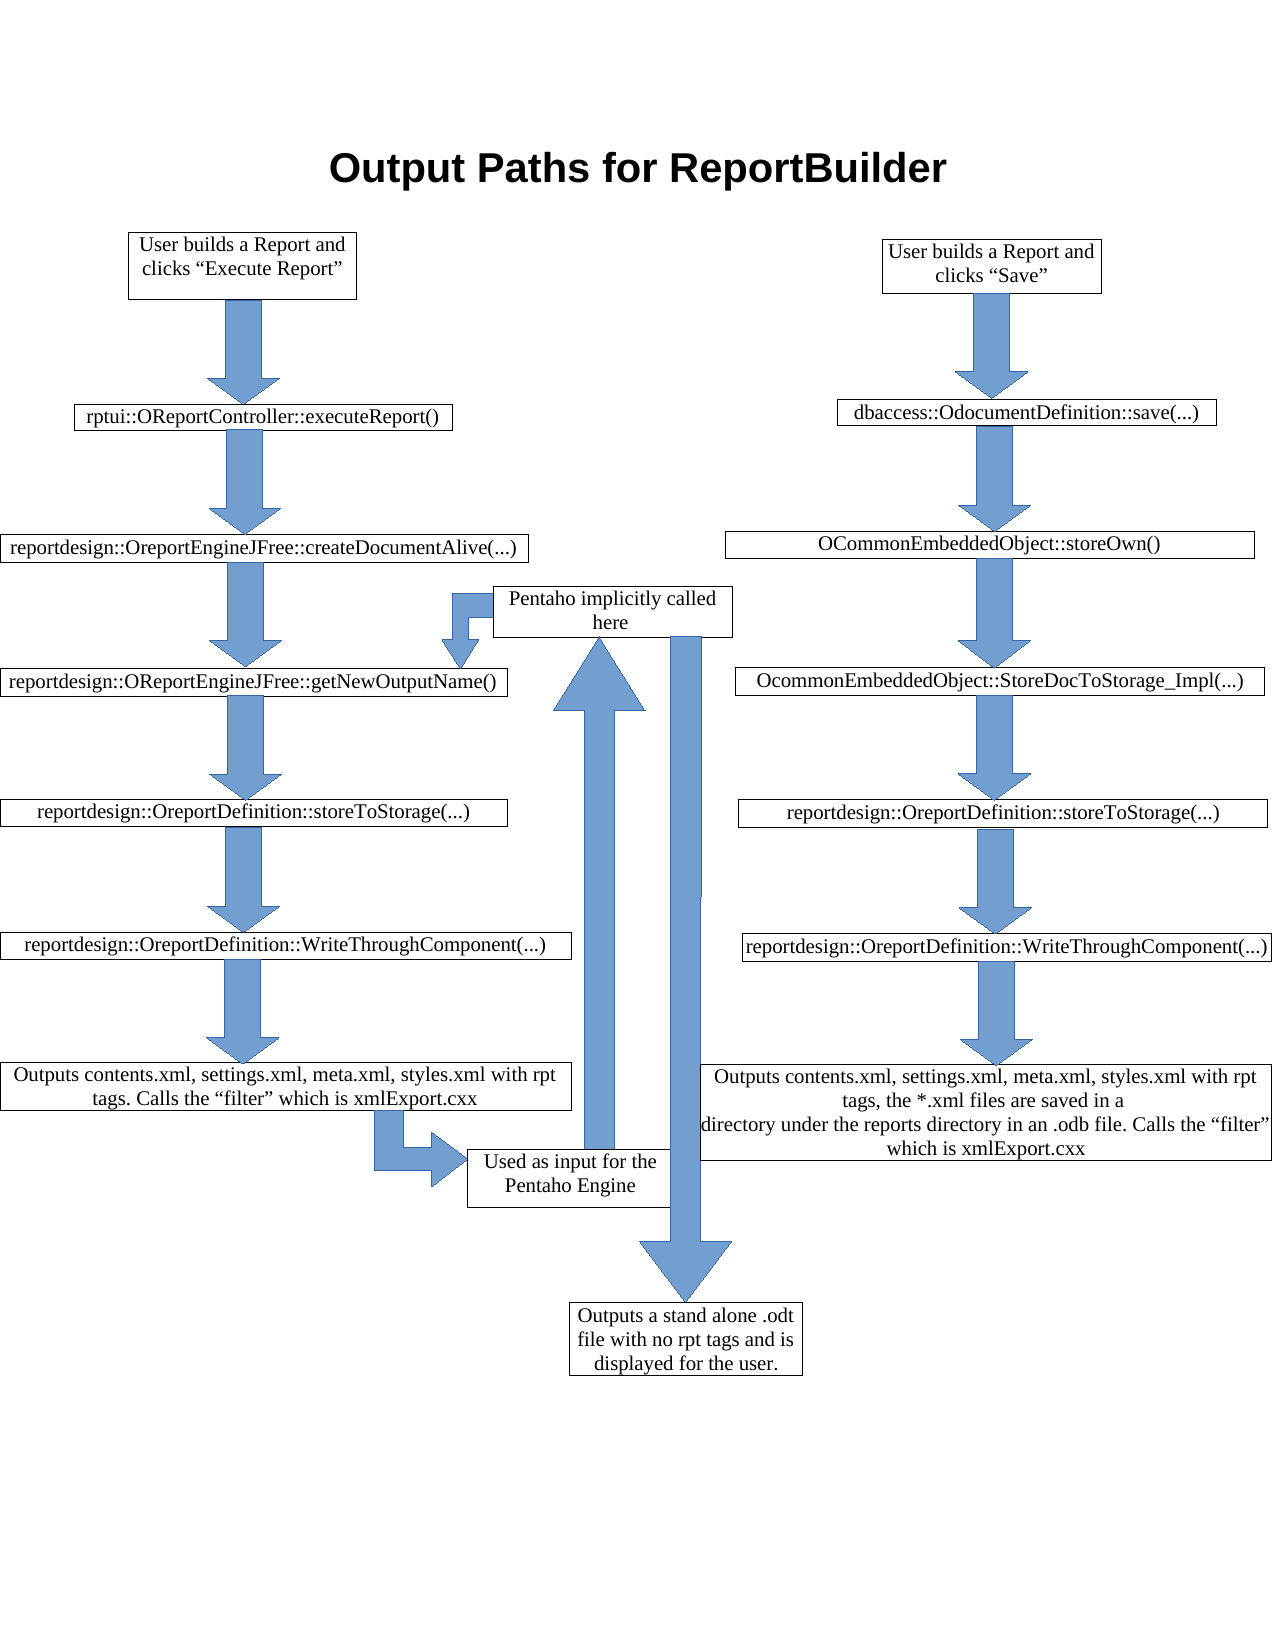 Output Paths for ReportBuilder
User builds a Report and
clicks “Execute Report”
rptui::OReportController::executeReport()
reportdesign::OreportEngineJFree::createDocumentAlive(...)
Pentaho implicitly called
here
reportdesign::OReportEngineJFree::getNewOutputName()
reportdesign::OreportDefinition::storeToStorage(...)
reportdesign::OreportDefinition::WriteThroughComponent(...)
Outputs contents.xml, settings.xml, meta.xml, styles.xml with rpt
tags. Calls the “filter” which is xmlExport.cxx
Used as input for the
Pentaho Engine
Outputs a stand alone .odt
file with no rpt tags and is
displayed for the user.
User builds a Report and
clicks “Save”
dbaccess::OdocumentDefinition::save(...)
OCommonEmbeddedObject::storeOwn()
OcommonEmbeddedObject::StoreDocToStorage_Impl(...)
reportdesign::OreportDefinition::storeToStorage(...)
reportdesign::OreportDefinition::WriteThroughComponent(...)
Outputs contents.xml, settings.xml, meta.xml, styles.xml with rpt
tags, the *.xml files are saved in a
directory under the reports directory in an .odb file. Calls the “filter”
which is xmlExport.cxx